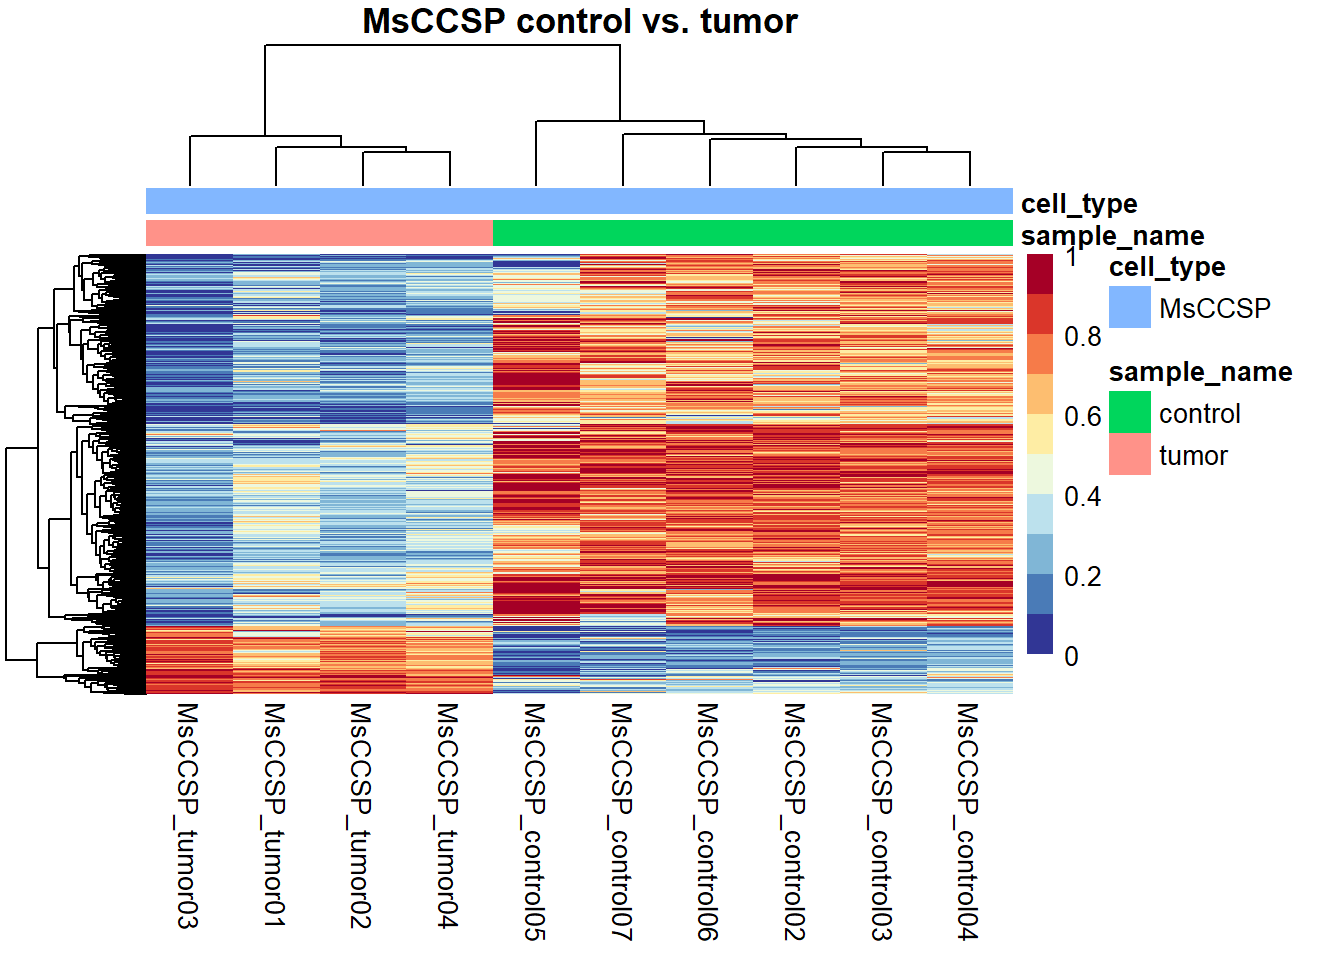 MsCCSP control vs. tumor
cell_type
sample_name
1
0.8
0.6
0.4
0.2
0
cell_type
MsCCSP
sample_name
control
tumor
MsCCSP_tumor03
MsCCSP_tumor01
MsCCSP_tumor02
MsCCSP_tumor04
MsCCSP_control05
MsCCSP_control07
MsCCSP_control06
MsCCSP_control02
MsCCSP_control03
MsCCSP_control04